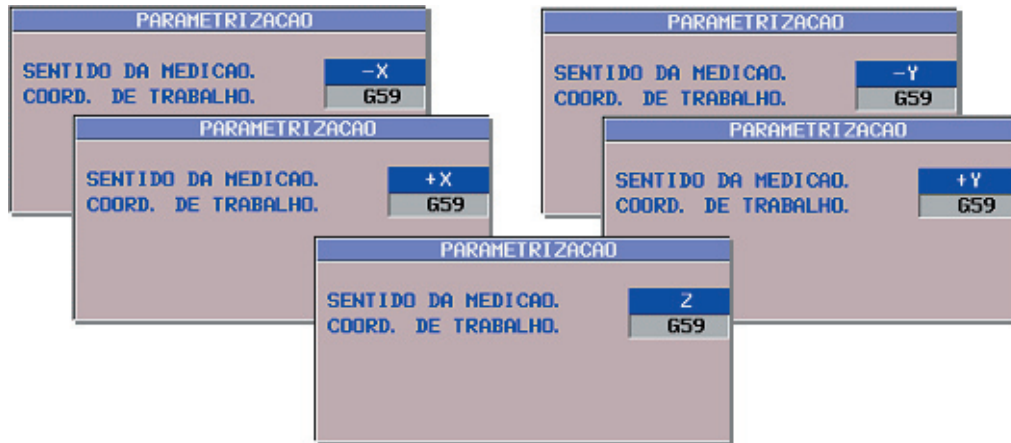 PARAMETRIZACAO
SENTIDO DA MEDICAO. -X
COORD. DE TRABALHO. G59
PARAMETRIZACAO
SENTIDO DA MEDICAO. -Y
COORD. DE TRABALHO. G59
PARAMETRIZACAO
SENTIDO DA MEDICAO. +X
COORD. DE TRABALHO. G59
PARAMETRIZACAO
SENTIDO DA MEDICAO. +Y
COORD. DE TRABALHO. G59
PARAMETRIZACAO
SENTIDO DA MEDICAO. Z
COORD. DE TRABALHO. G59